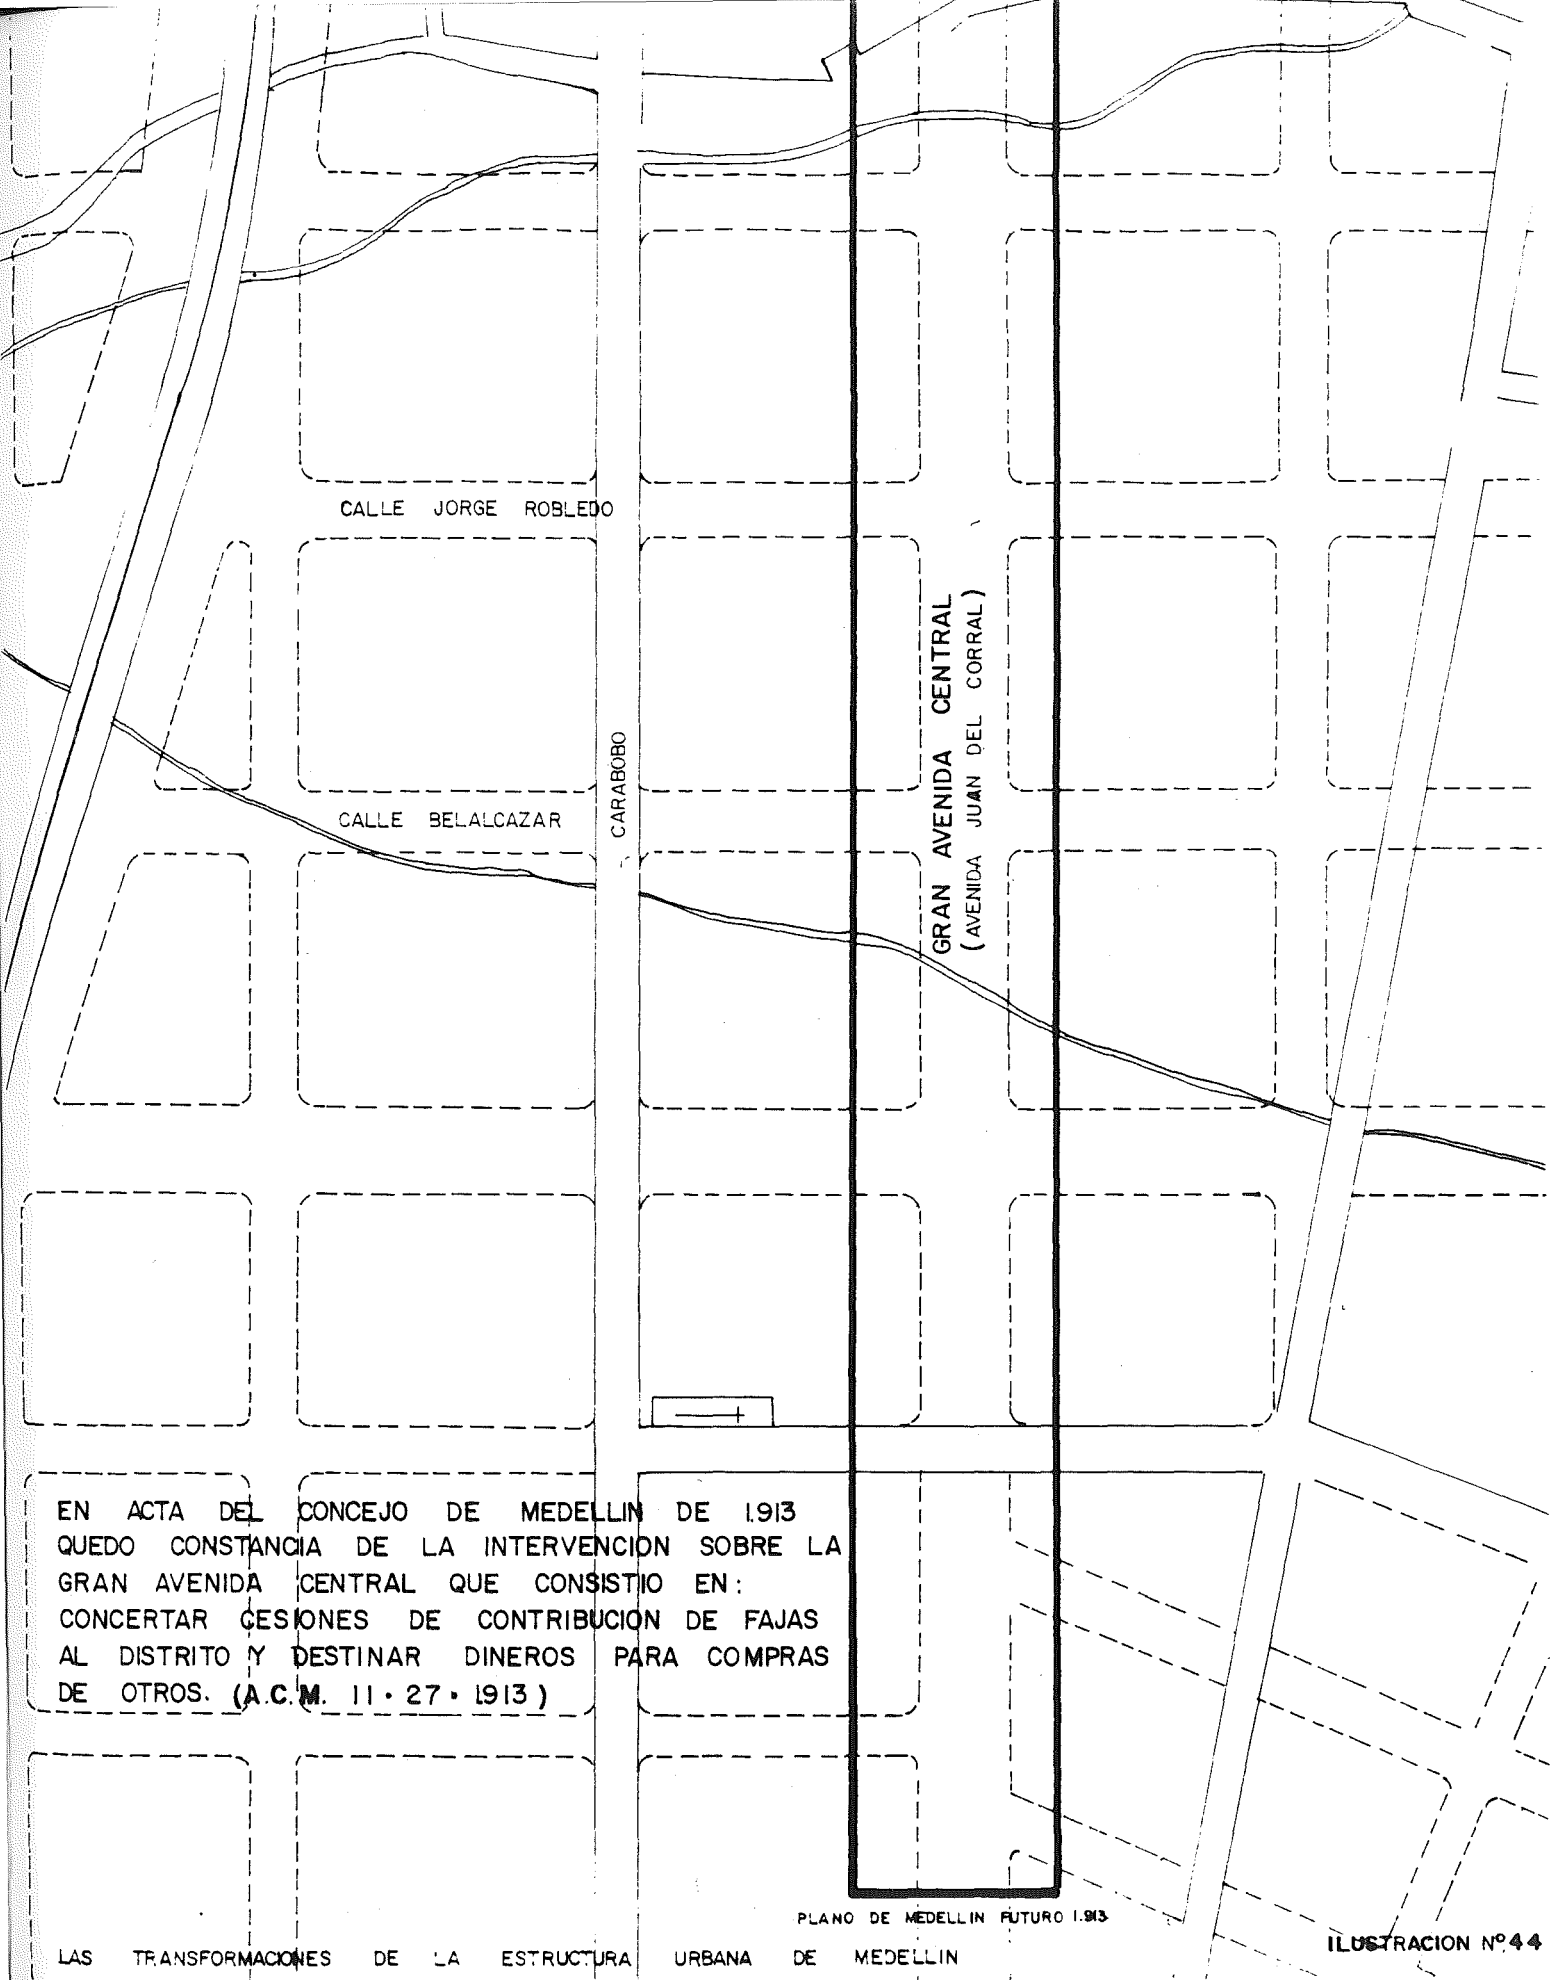 CALLE JORGE ROBLEDO
GRAN AVENIDA CENTRAL
(AVENIDA JUAN DEL CORRAL)
CARABOBO
CALLE BELALCAZAR
EN ACTA DEL CONCEJO DE MEDELLIN DE 1.913
QUEDO CONSTANCIA DE LA INTERVENCION SOBRE LA
GRAN AVENIDA CENTRAL QUE CONSISTIO EN:
CONCERTAR CESIONES DE CONTRIBUCION DE FAJAS
AL DISTRITO Y DESTINAR DINEROS PARA COMPRAS
DE OTROS. (A.C.M. 11·27·1913)
PLANO DE MEDELLIN FUTURO 1.913
LAS TRANSFORMACIONES DE LA ESTRUCTURA URBANA DE MEDELLIN
ILUSTRACION Nº.44